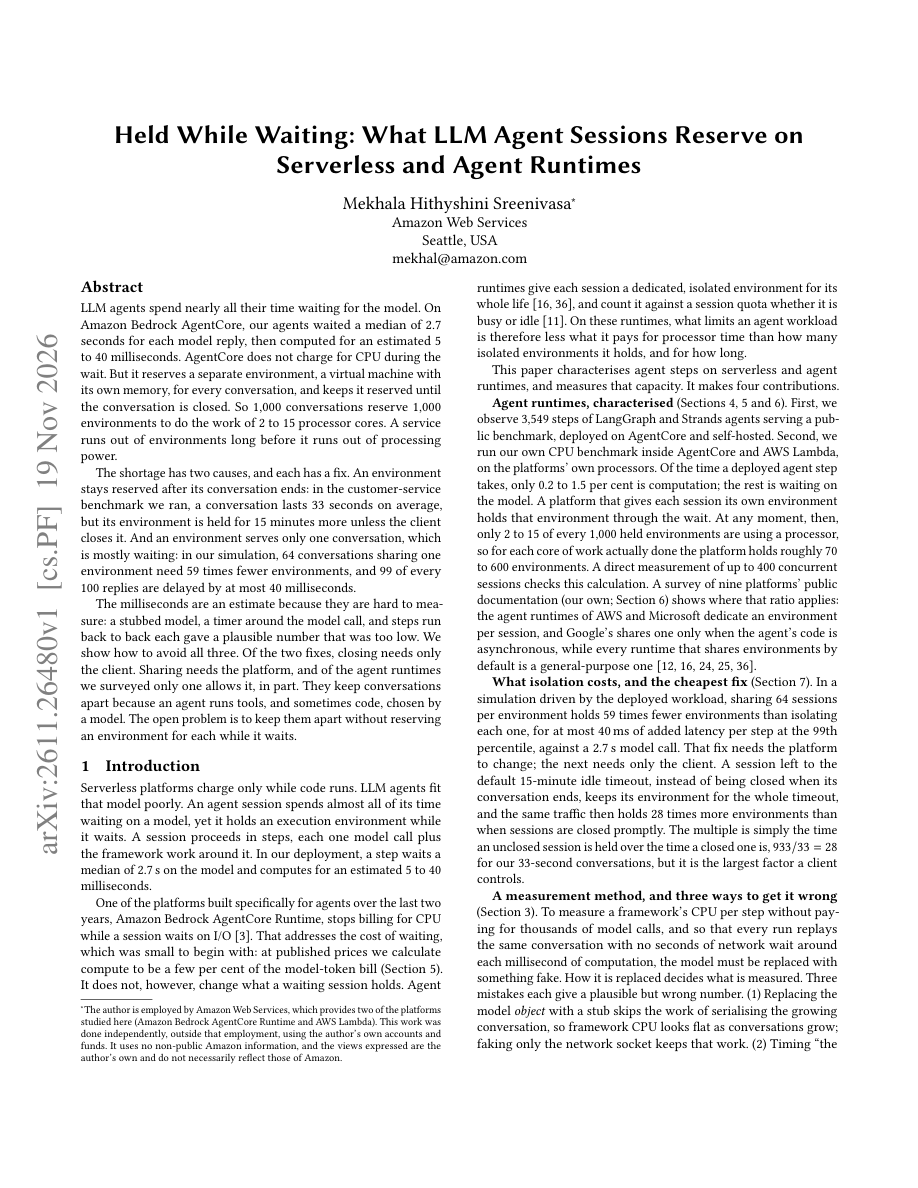 Held While Waiting: What LLM Agent Sessions Reserve on
Serverless and Agent Runtimes
Mekhala Hithyshini Sreenivasa*
Amazon Web Services
Seattle, USA
mekhal@amazon.com
arXiv:2611.26480v1 [cs.PF] 19 Nov 2026
Abstract
LLM agents spend nearly all their time waiting for the model. On
Amazon Bedrock AgentCore, our agents waited a median of 2.7
seconds for each model reply, then computed for an estimated 5
to 40 milliseconds. AgentCore does not charge for CPU during the
wait. But it reserves a separate environment, a virtual machine with
its own memory, for every conversation, and keeps it reserved until
the conversation is closed. So 1,000 conversations reserve 1,000
environments to do the work of 2 to 15 processor cores. A service
runs out of environments long before it runs out of processing
power.
The shortage has two causes, and each has a fix. An environment
stays reserved after its conversation ends: in the customer-service
benchmark we ran, a conversation lasts 33 seconds on average,
but its environment is held for 15 minutes more unless the client
closes it. And an environment serves only one conversation, which
is mostly waiting: in our simulation, 64 conversations sharing one
environment need 59 times fewer environments, and 99 of every
100 replies are delayed by at most 40 milliseconds.
The milliseconds are an estimate because they are hard to mea-
sure: a stubbed model, a timer around the model call, and steps run
back to back each gave a plausible number that was too low. We
show how to avoid all three. Of the two fixes, closing needs only
the client. Sharing needs the platform, and of the agent runtimes
we surveyed only one allows it, in part. They keep conversations
apart because an agent runs tools, and sometimes code, chosen by
a model. The open problem is to keep them apart without reserving
an environment for each while it waits.
1 Introduction
Serverless platforms charge only while code runs. LLM agents fit
that model poorly. An agent session spends almost all of its time
waiting on a model, yet it holds an execution environment while
it waits. A session proceeds in steps, each one model call plus
the framework work around it. In our deployment, a step waits a
median of 2.7 s on the model and computes for an estimated 5 to 40
milliseconds.
One of the platforms built specifically for agents over the last two
years, Amazon Bedrock AgentCore Runtime, stops billing for CPU
while a session waits on I/O [3]. That addresses the cost of waiting,
which was small to begin with: at published prices we calculate
compute to be a few per cent of the model-token bill (Section 5).
It does not, however, change what a waiting session holds. Agent
*The author is employed by Amazon Web Services, which provides two of the platforms
studied here (Amazon Bedrock AgentCore Runtime and AWS Lambda). This work was
done independently, outside that employment, using the author's own accounts and
funds. It uses no non-public Amazon information, and the views expressed are the
author's own and do not necessarily reflect those of Amazon.
runtimes give each session a dedicated, isolated environment for its
whole life [16, 36], and count it against a session quota whether it is
busy or idle [11]. On these runtimes, what limits an agent workload
is therefore less what it pays for processor time than how many
isolated environments it holds, and for how long.
This paper characterises agent steps on serverless and agent
runtimes, and measures that capacity. It makes four contributions.
Agent runtimes, characterised (Sections 4, 5 and 6). First, we
observe 3,549 steps of LangGraph and Strands agents serving a pub-
lic benchmark, deployed on AgentCore and self-hosted. Second, we
run our own CPU benchmark inside AgentCore and AWS Lambda,
on the platforms' own processors. Of the time a deployed agent step
takes, only 0.2 to 1.5 per cent is computation; the rest is waiting on
the model. A platform that gives each session its own environment
holds that environment through the wait. At any moment, then,
only 2 to 15 of every 1,000 held environments are using a processor,
so for each core of work actually done the platform holds roughly 70
to 600 environments. A direct measurement of up to 400 concurrent
sessions checks this calculation. A survey of nine platforms' public
documentation (our own; Section 6) shows where that ratio applies:
the agent runtimes of AWS and Microsoft dedicate an environment
per session, and Google's shares one only when the agent's code is
asynchronous, while every runtime that shares environments by
default is a general-purpose one [12, 16, 24, 25, 36].
What isolation costs, and the cheapest fix (Section 7). In a
simulation driven by the deployed workload, sharing 64 sessions
per environment holds 59 times fewer environments than isolating
each one, for at most 40 ms of added latency per step at the 99th
percentile, against a 2.7 s model call. That fix needs the platform
to change; the next needs only the client. A session left to the
default 15-minute idle timeout, instead of being closed when its
conversation ends, keeps its environment for the whole timeout,
and the same traffic then holds 28 times more environments than
when sessions are closed promptly. The multiple is simply the time
an unclosed session is held over the time a closed one is, 933/33 = 28
for our 33-second conversations, but it is the largest factor a client
controls.
A measurement method, and three ways to get it wrong
(Section 3). To measure a framework's CPU per step without pay-
ing for thousands of model calls, and so that every run replays
the same conversation with no seconds of network wait around
each millisecond of computation, the model must be replaced with
something fake. How it is replaced decides what is measured. Three
mistakes each give a plausible but wrong number. (1) Replacing the
model object with a stub skips the work of serialising the growing
conversation, so framework CPU looks flat as conversations grow;
faking only the network socket keeps that work. (2) Timing “the